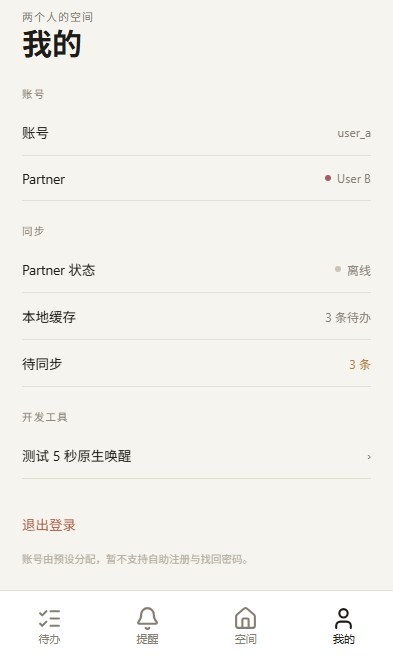 两个人的空间
我的
账号
账号 user_a
Partner User B
同步
Partner 状态 离线
本地缓存 3 条待办
待同步 3 条
开发工具
测试 5 秒原生唤醒 ›
退出登录
账号由预设分配，暂不支持自助注册与找回密码。
待办 提醒 空间 我的